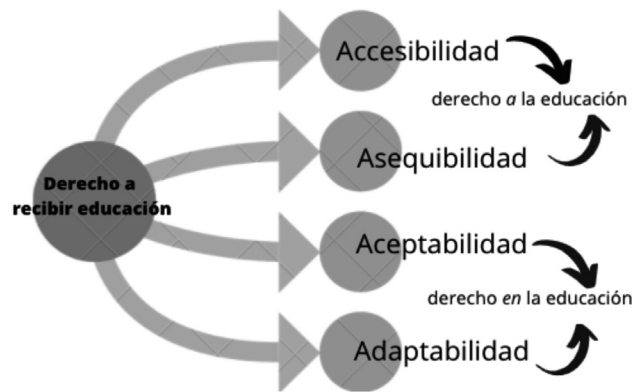 Accesibilidad
derecho a la educación
Asequibilidad
Derecho a
recibir educación
Aceptabilidad
derecho en la educación
Adaptabilidad